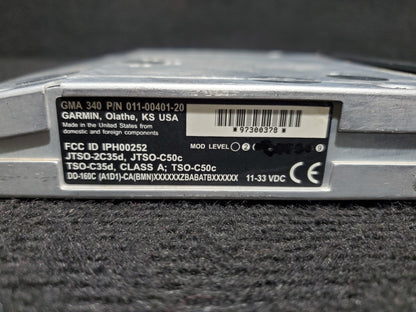 GMA 340 P/N 011-00401-20
GARMIN, Olathe, KS USA
Made in the United States from
domestic and foreign components
* 97300378 *
FCC ID IPH00252
MOD LEVEL 2
JTSO-2C35d, JTSO-C50c
TSO-C35d, CLASS A; TSO-C50c
DO-160C (A1D1)-CA(BMN)XXXXXXZBABATBXXXXXX 11-33 VDC CE